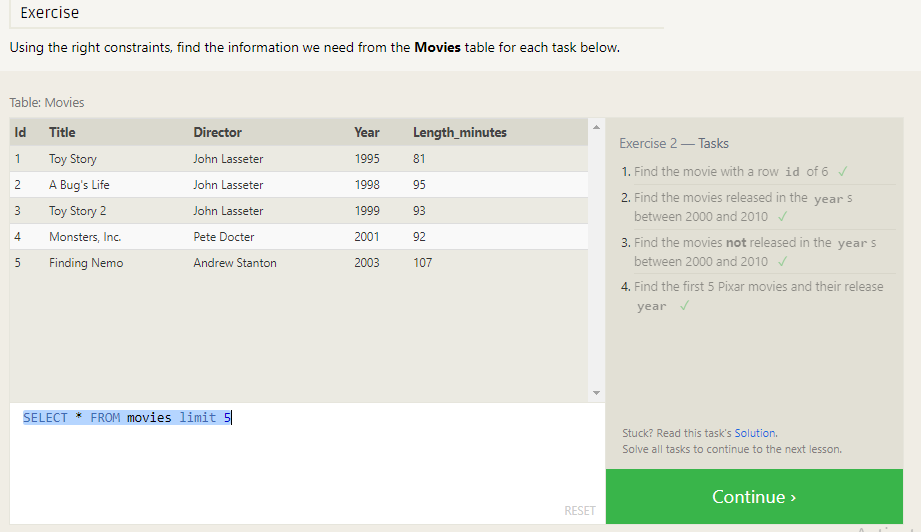 Exercise
Using the right constraints, find the information we need from the Movies table for each task below.
Table: Movies
Id Title Director Year Length_minutes
1 Toy Story John Lasseter 1995 81
2 A Bug's Life John Lasseter 1998 95
3 Toy Story 2 John Lasseter 1999 93
4 Monsters, Inc. Pete Docter 2001 92
5 Finding Nemo Andrew Stanton 2003 107
SELECT * FROM movies limit 5
RESET
Exercise 2 — Tasks
1. Find the movie with a row id of 6 ✓
2. Find the movies released in the year s
between 2000 and 2010 ✓
3. Find the movies not released in the year s
between 2000 and 2010 ✓
4. Find the first 5 Pixar movies and their release
year ✓
Stuck? Read this task's Solution.
Solve all tasks to continue to the next lesson.
Continue ›